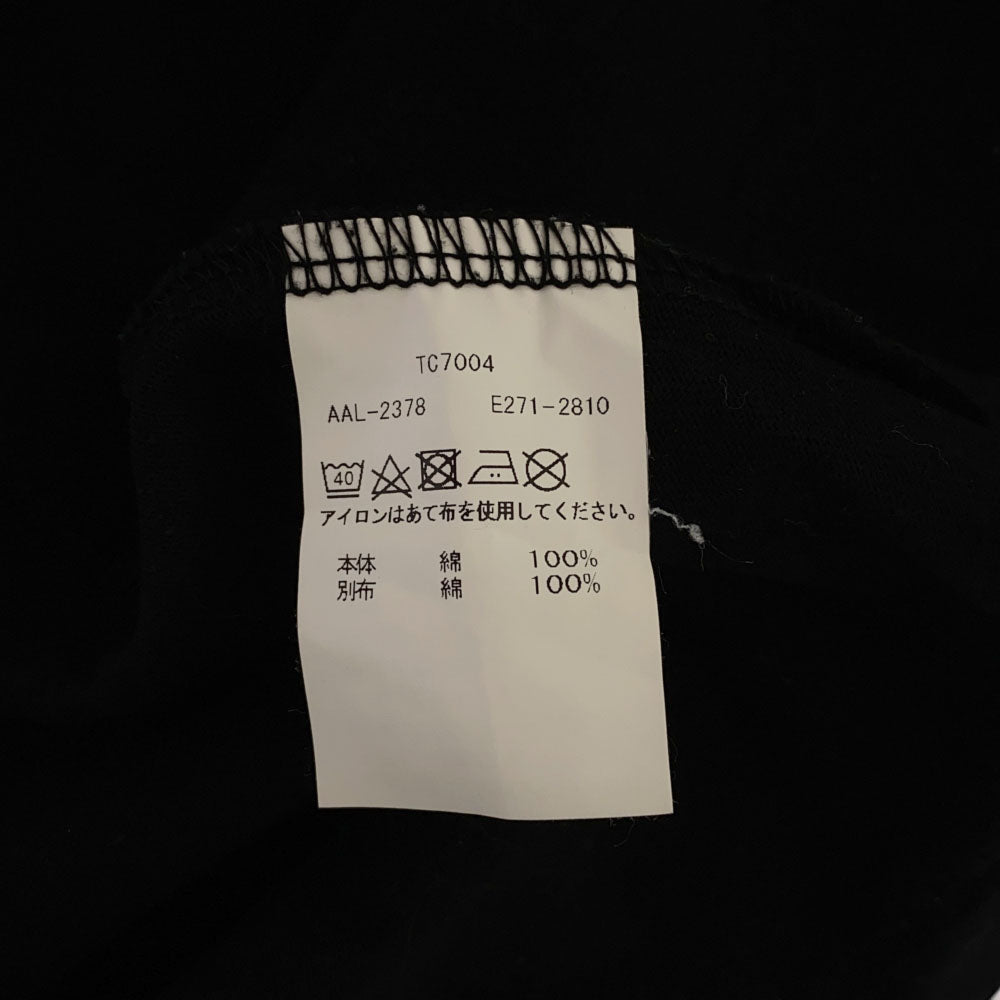 TC7004
AAL-2378 E271-2810
40
アイロンはあて布を使用してください。
本体 綿 100%
別布 綿 100%